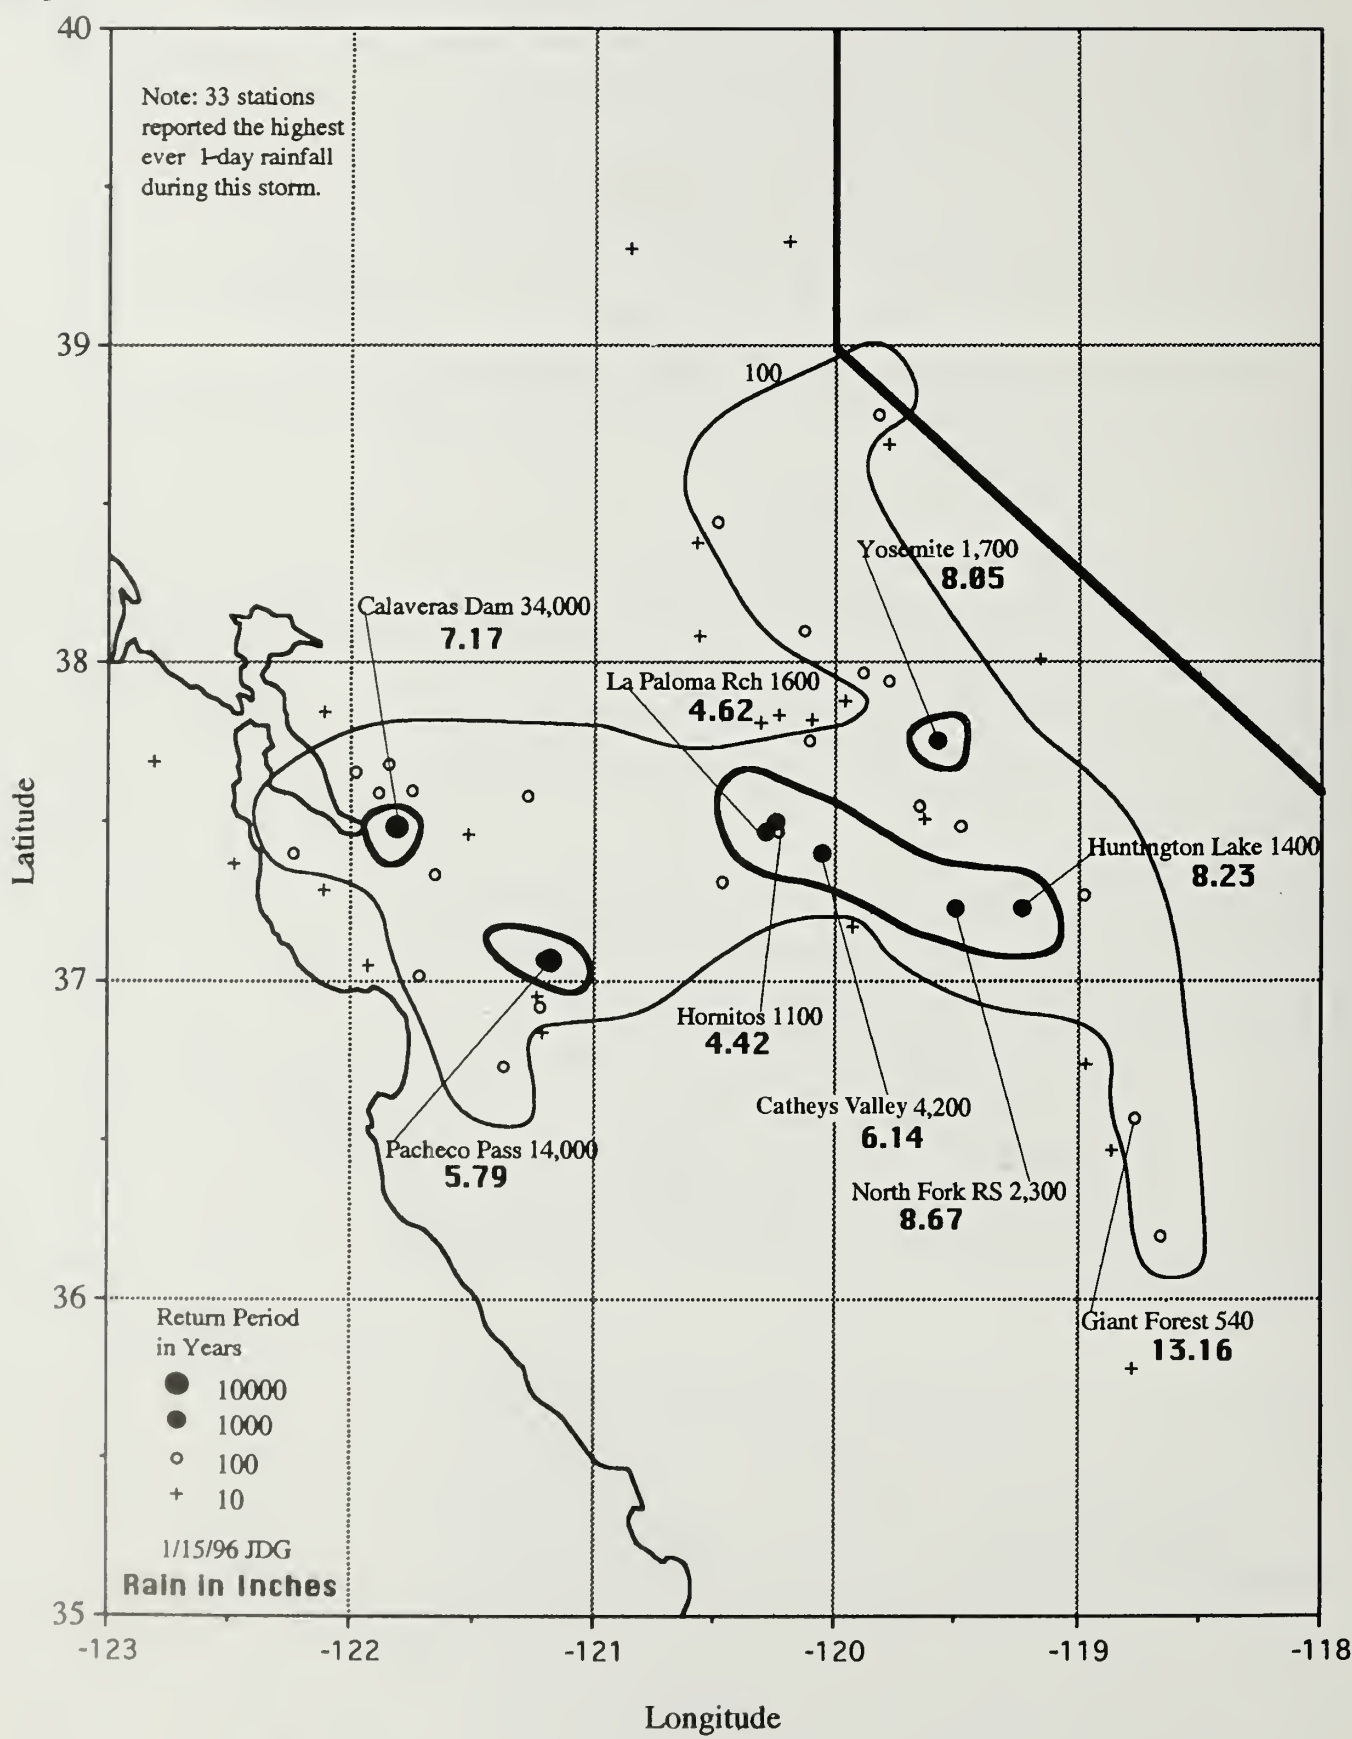 40
Note: 33 stations
reported the highest
ever 1-day rainfall
during this storm.
39
100
Yosemite 1,700
8.05
Calaveras Dam 34,000
7.17
38
La Paloma Rch 1600
4.62
Latitude
Huntington Lake 1400
8.23
37
Hornitos 1100
4.42
Catheys Valley 4,200
6.14
Pacheco Pass 14,000
5.79
North Fork RS 2,300
8.67
36
Return Period
in Years
Giant Forest 540
13.16
10000
1000
100
10
1/15/96 JDG
Rain in Inches
35
-123
-122
-121
-120
-119
-118
Longitude